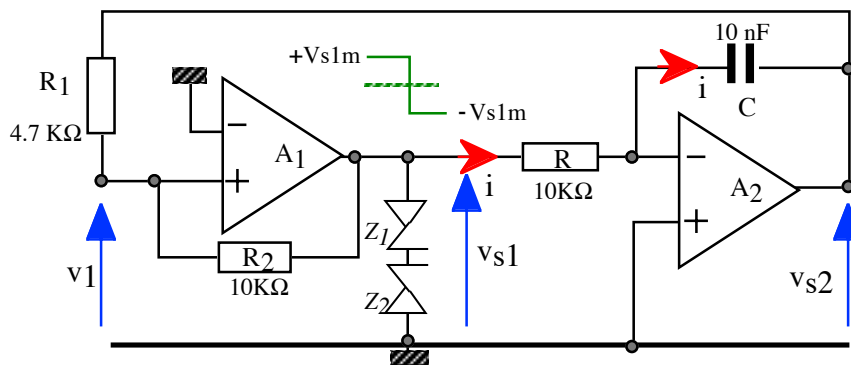 10 nF
+Vs1m
R1
i
-Vs1m
C
4.7 KΩ
−
A1
R
−
+
i
10KΩ
A2
Z1
+
R2
v1
vs1
10KΩ
Z2
vs2